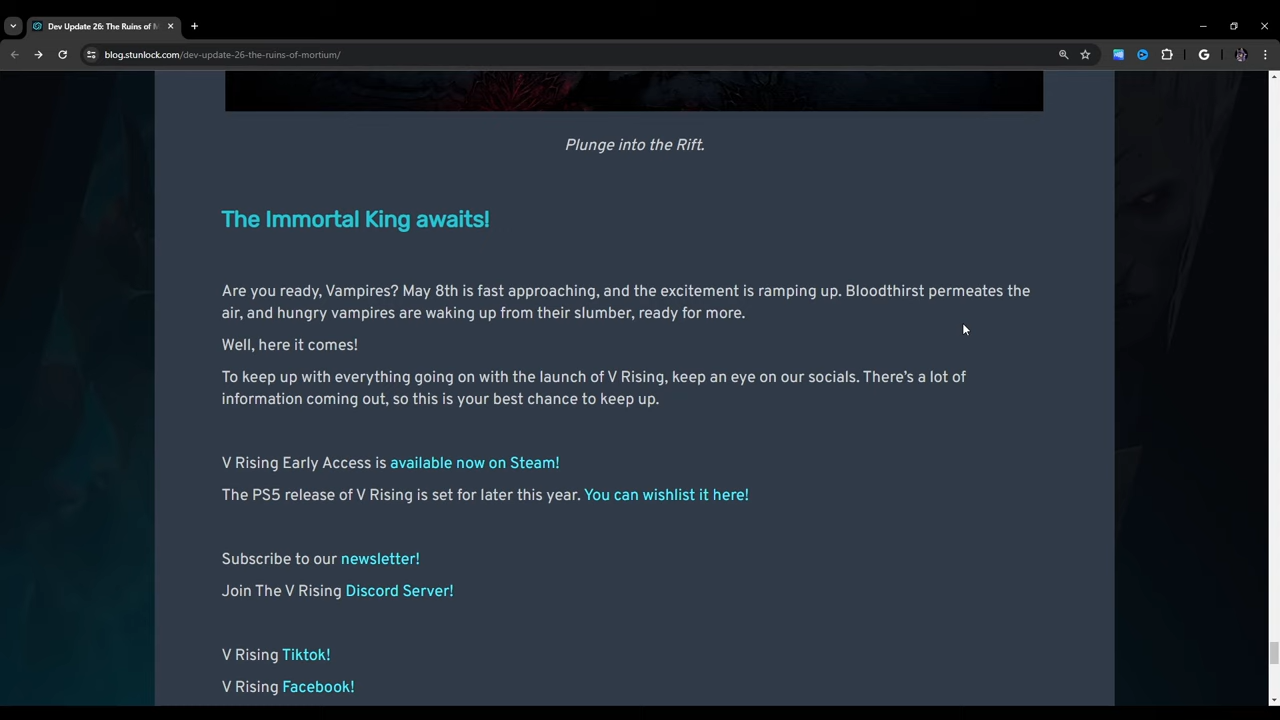 Dev Update 26: The Ruins of M
blog.stunlock.com/dev-update-26-the-ruins-of-mortium/
Plunge into the Rift.
The Immortal King awaits!
Are you ready, Vampires? May 8th is fast approaching, and the excitement is ramping up. Bloodthirst permeates the
air, and hungry vampires are waking up from their slumber, ready for more.
Well, here it comes!
To keep up with everything going on with the launch of V Rising, keep an eye on our socials. There's a lot of
information coming out, so this is your best chance to keep up.
V Rising Early Access is available now on Steam!
The PS5 release of V Rising is set for later this year. You can wishlist it here!
Subscribe to our newsletter!
Join The V Rising Discord Server!
V Rising Tiktok!
V Rising Facebook!